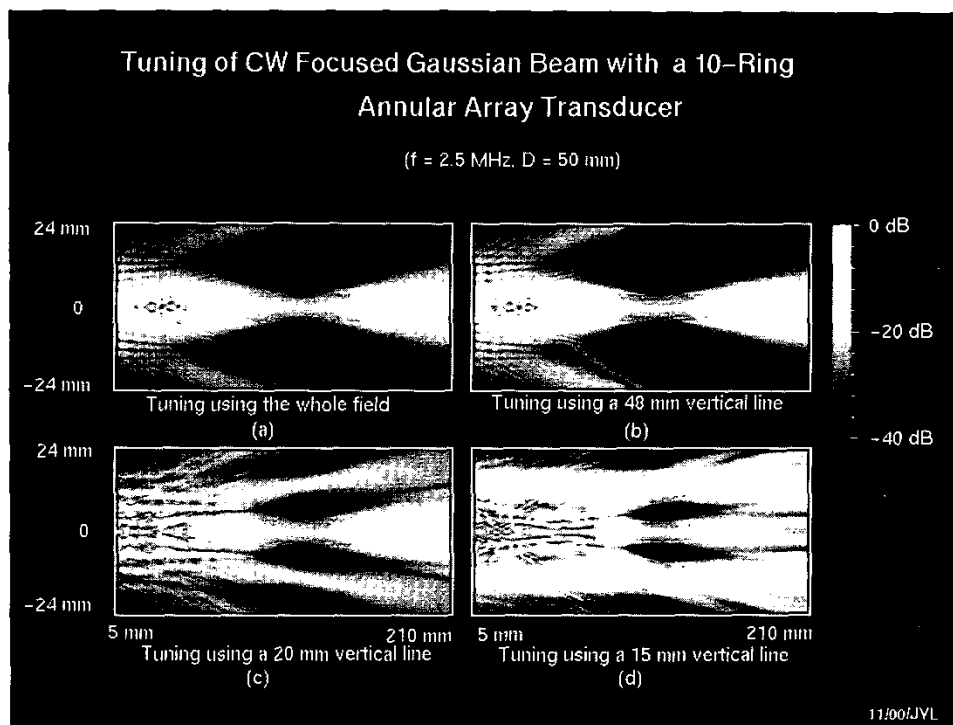 Tuning of CW Focused Gaussian Beam with a 10-Ring
Annular Array Transducer
(f = 2.5 MHz, D = 50 mm)
24 mm
0
-24 mm
0 dB
-20 dB
-40 dB
Tuning using the whole field
(a)
Tuning using a 48 mm vertical line
(b)
24 mm
0
-24 mm
5 mm
210 mm
5 mm
210 mm
Tuning using a 20 mm vertical line
(c)
Tuning using a 15 mm vertical line
(d)
11/00/JYL